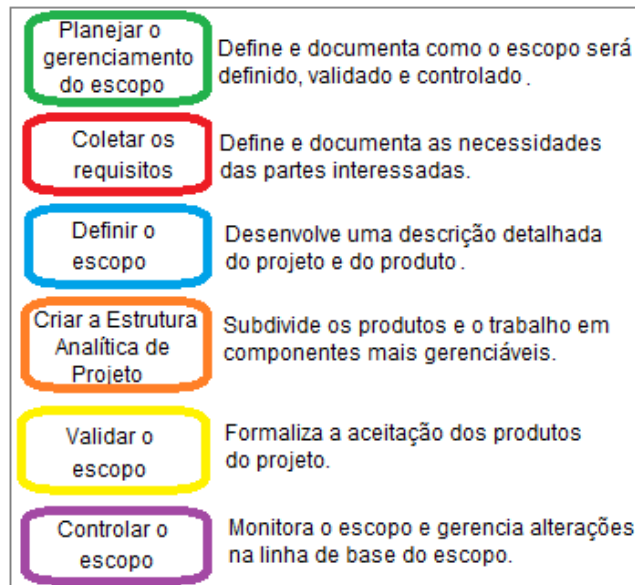 Planejar o
gerenciamento
do escopo
Define e documenta como o escopo será
definido, validado e controlado .
Coletar os
requisitos
Define e documenta as necessidades
das partes interessadas.
Definir o
escopo
Desenvolve uma descrição detalhada
do projeto e do produto .
Criar a Estrutura
Analítica de
Projeto
Subdivide os produtos e o trabalho em
componentes mais gerenciáveis.
Validar o
escopo
Formaliza a aceitação dos produtos
do projeto.
Controlar o
escopo
Monitora o escopo e gerencia alterações
na linha de base do escopo.